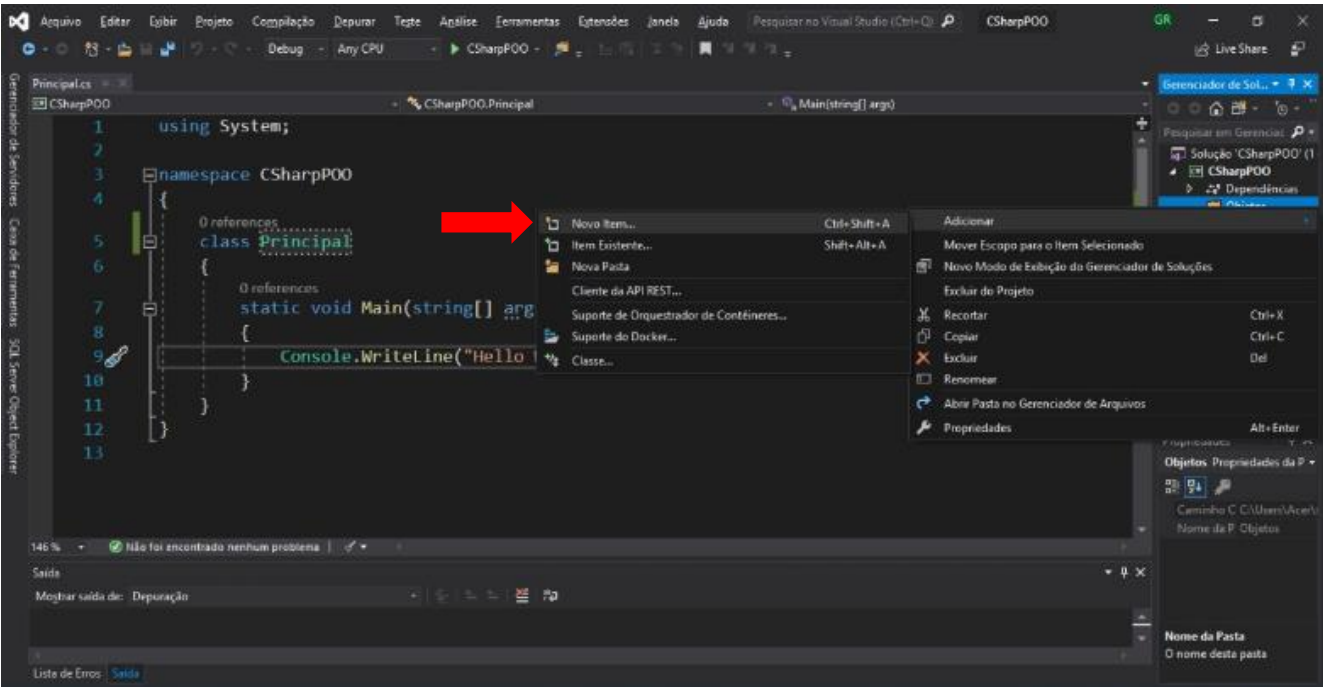 Arquivo Editar Exibir Projeto Compilação Depurar Teste Análise Ferramentas Extensões Janela Ajuda Pesquisar no Visual Studio (Ctrl+Q) CSharpPOO GR
Debug Any CPU CSharpPOO Live Share
Gerenciador de Servidores Caixa de Ferramentas SQL Server Object Explorer
Principal.cs
CSharpPOO CSharpPOO.Principal Main(string[] args)
1 using System;
2
3 namespace CSharpPOO
4 {
0 references
5 class Principal
6 {
0 references
7 static void Main(string[] arg
8 {
9 Console.WriteLine("Hello
10 }
11 }
12 }
13
Novo Item... Ctrl+Shift+A
Item Existente... Shift+Alt+A
Nova Pasta
Cliente da API REST...
Suporte de Orquestrador de Contêineres...
Suporte do Docker...
Classe...
Adicionar
Mover Escopo para o Item Selecionado
Novo Modo de Exibição do Gerenciador de Soluções
Excluir do Projeto
Recortar Ctrl+X
Copiar Ctrl+C
Excluir Del
Renomear
Abrir Pasta no Gerenciador de Arquivos
Propriedades Alt+Enter
Gerenciador de Sol...
Pesquisar em Gerenciac
Solução 'CSharpPOO' (1
CSharpPOO
Dependências
Objetos
Propriedades
Objetos Propriedades da P
Caminho C C:\Users\Acer\
Nome da P Objetos
Nome da Pasta
O nome desta pasta
146 % Não foi encontrado nenhum problema
Saída
Mostrar saída de: Depuração
Lista de Erros Saída